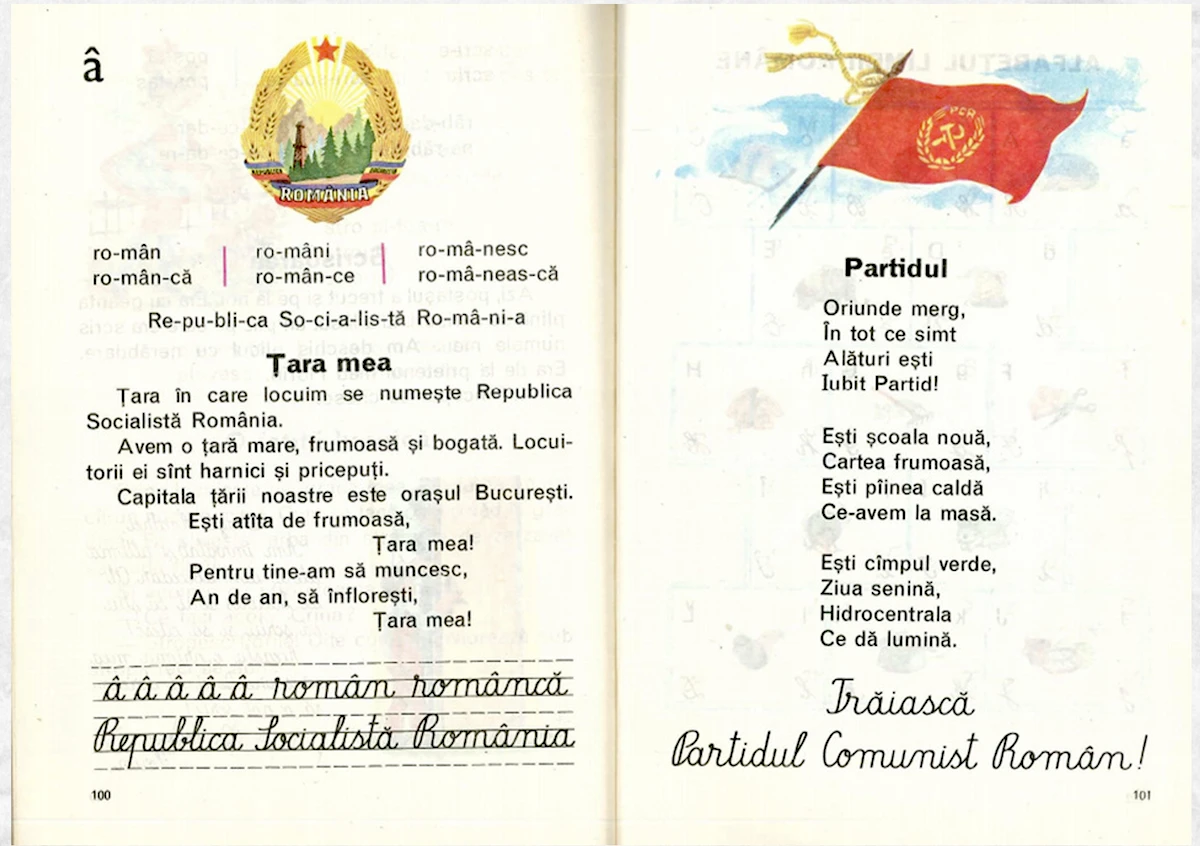 â
REPUBLICA SOCIALISTA
ROMÂNIA
ro-mân | ro-mâni | ro-mâ-nesc
ro-mân-că | ro-mân-ce | ro-mâ-neas-că
Re-pu-bli-ca So-ci-a-lis-tă Ro-mâ-ni-a
Țara mea
Țara în care locuim se numește Republica
Socialistă România.
Avem o țară mare, frumoasă și bogată. Locui-
torii ei sînt harnici și pricepuți.
Capitala țării noastre este orașul București.
Ești atîta de frumoasă,
Țara mea!
Pentru tine-am să muncesc,
An de an, să înflorești,
Țara mea!
â â â â â român româncă
Republica Socialistă România
100
PCR
Partidul
Oriunde merg,
În tot ce simt
Alături ești
Iubit Partid!
Ești școala nouă,
Cartea frumoasă,
Ești pîinea caldă
Ce-avem la masă.
Ești cîmpul verde,
Ziua senină,
Hidrocentrala
Ce dă lumină.
Trăiască
Partidul Comunist Român!
101